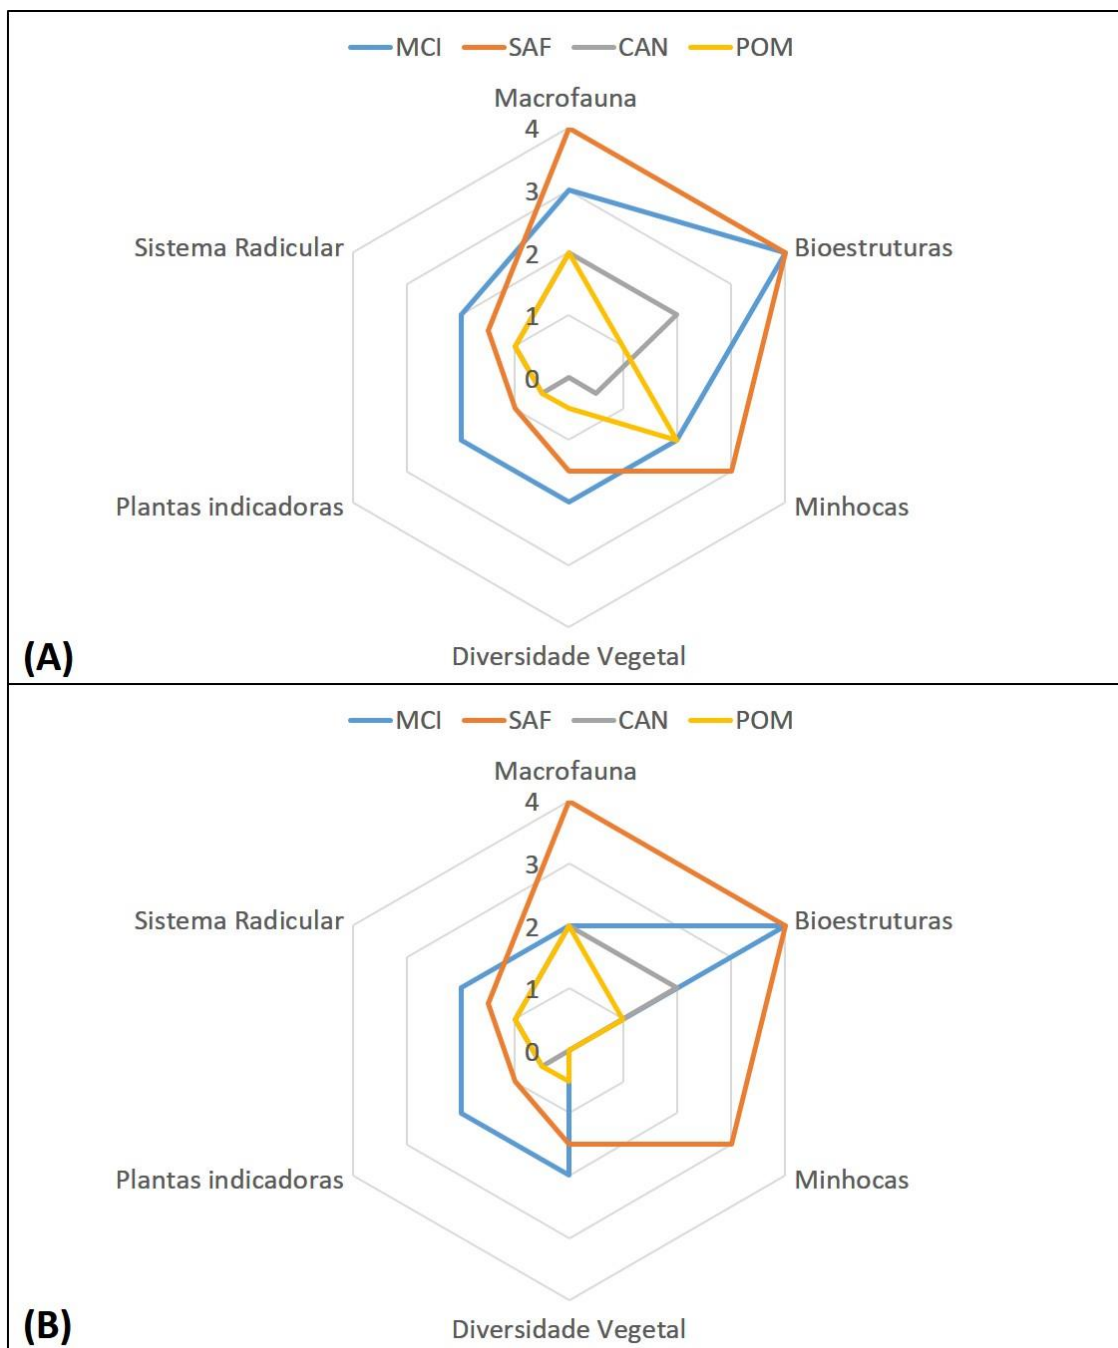 MCI SAF CAN POM
Macrofauna
4
3
Sistema Radicular
Bioestruturas
2
1
0
Plantas indicadoras
Minhocas
Diversidade Vegetal
(A)
MCI SAF CAN POM
Macrofauna
4
3
Sistema Radicular
Bioestruturas
2
1
0
Plantas indicadoras
Minhocas
Diversidade Vegetal
(B)